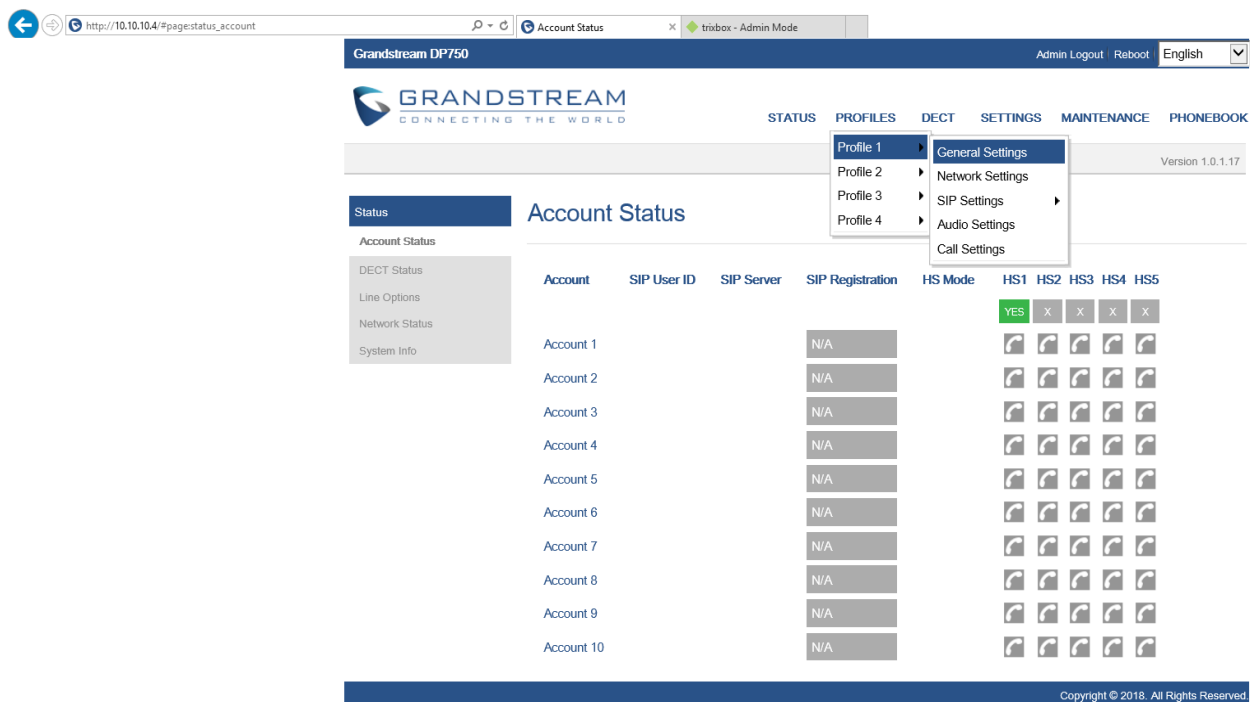 http://10.10.10.4/#page:status_account
Account Status
trixbox - Admin Mode
Grandstream DP750
Admin Logout | Reboot | English
GRANDSTREAM
CONNECTING THE WORLD
STATUS PROFILES DECT SETTINGS MAINTENANCE PHONEBOOK
Profile 1
Profile 2
Profile 3
Profile 4
General Settings
Network Settings
SIP Settings
Audio Settings
Call Settings
Version 1.0.1.17
Status
Account Status
DECT Status
Line Options
Network Status
System Info
Account Status
Account SIP User ID SIP Server SIP Registration HS Mode HS1 HS2 HS3 HS4 HS5
YES X X X X
Account 1 N/A
Account 2 N/A
Account 3 N/A
Account 4 N/A
Account 5 N/A
Account 6 N/A
Account 7 N/A
Account 8 N/A
Account 9 N/A
Account 10 N/A
Copyright © 2018. All Rights Reserved.